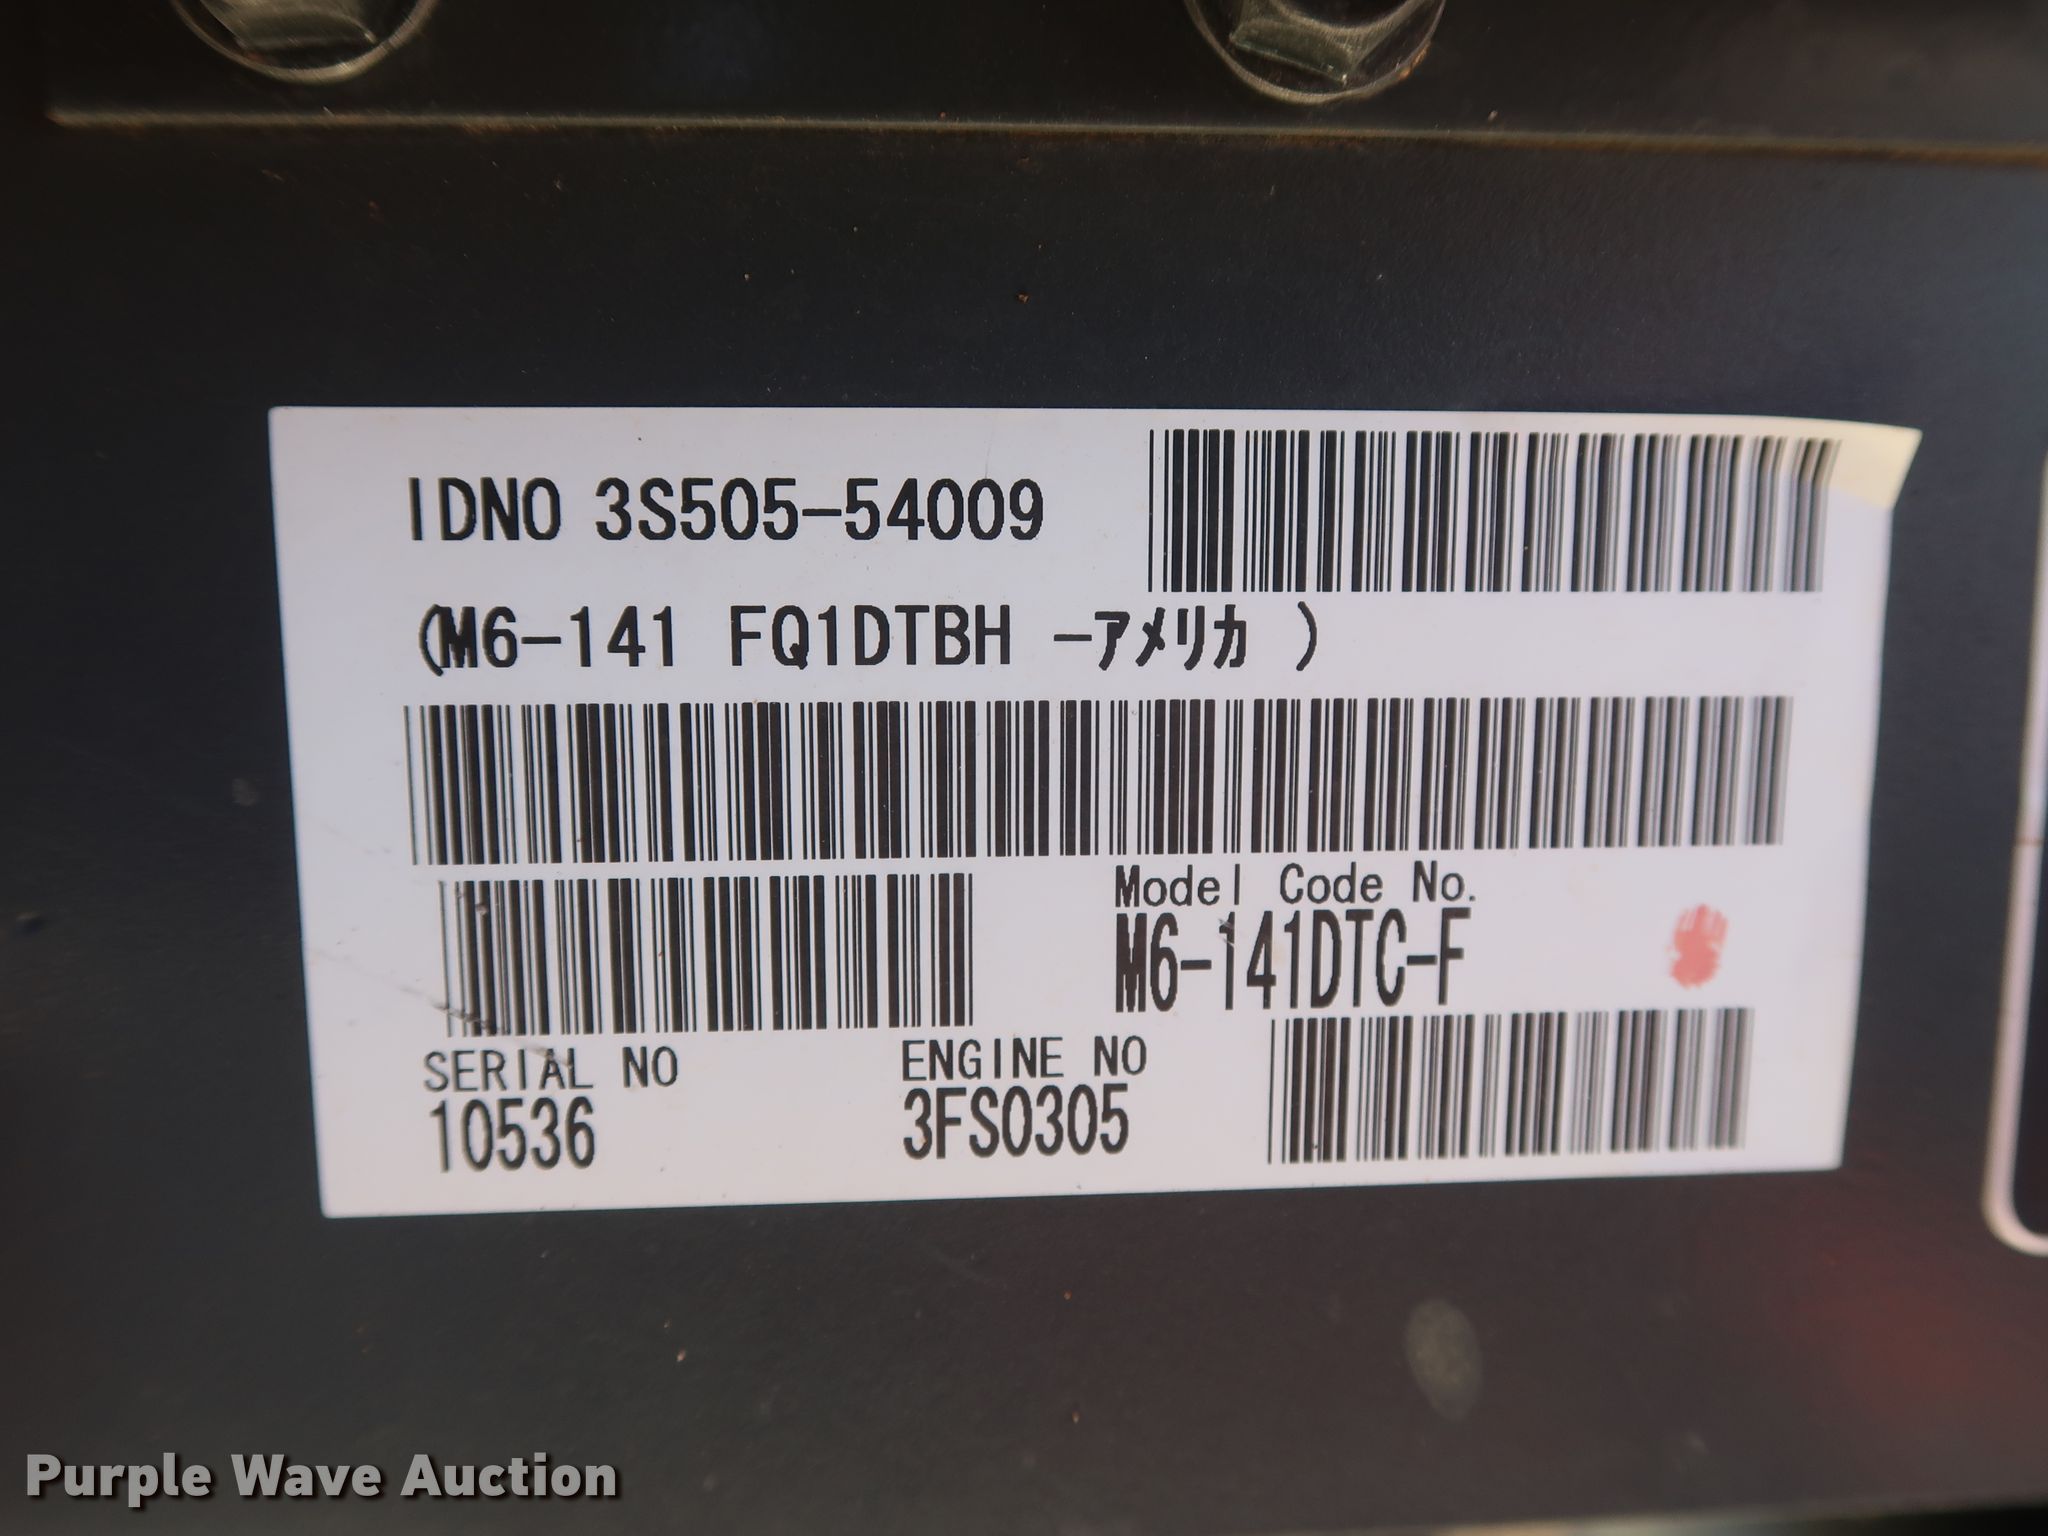 IDNO 3S505-54009
(M6-141 FQ1DTBH -アメリカ )
Model Code No.
M6-141DTC-F
SERIAL NO
10536
ENGINE NO
3FS0305
Purple Wave Auction